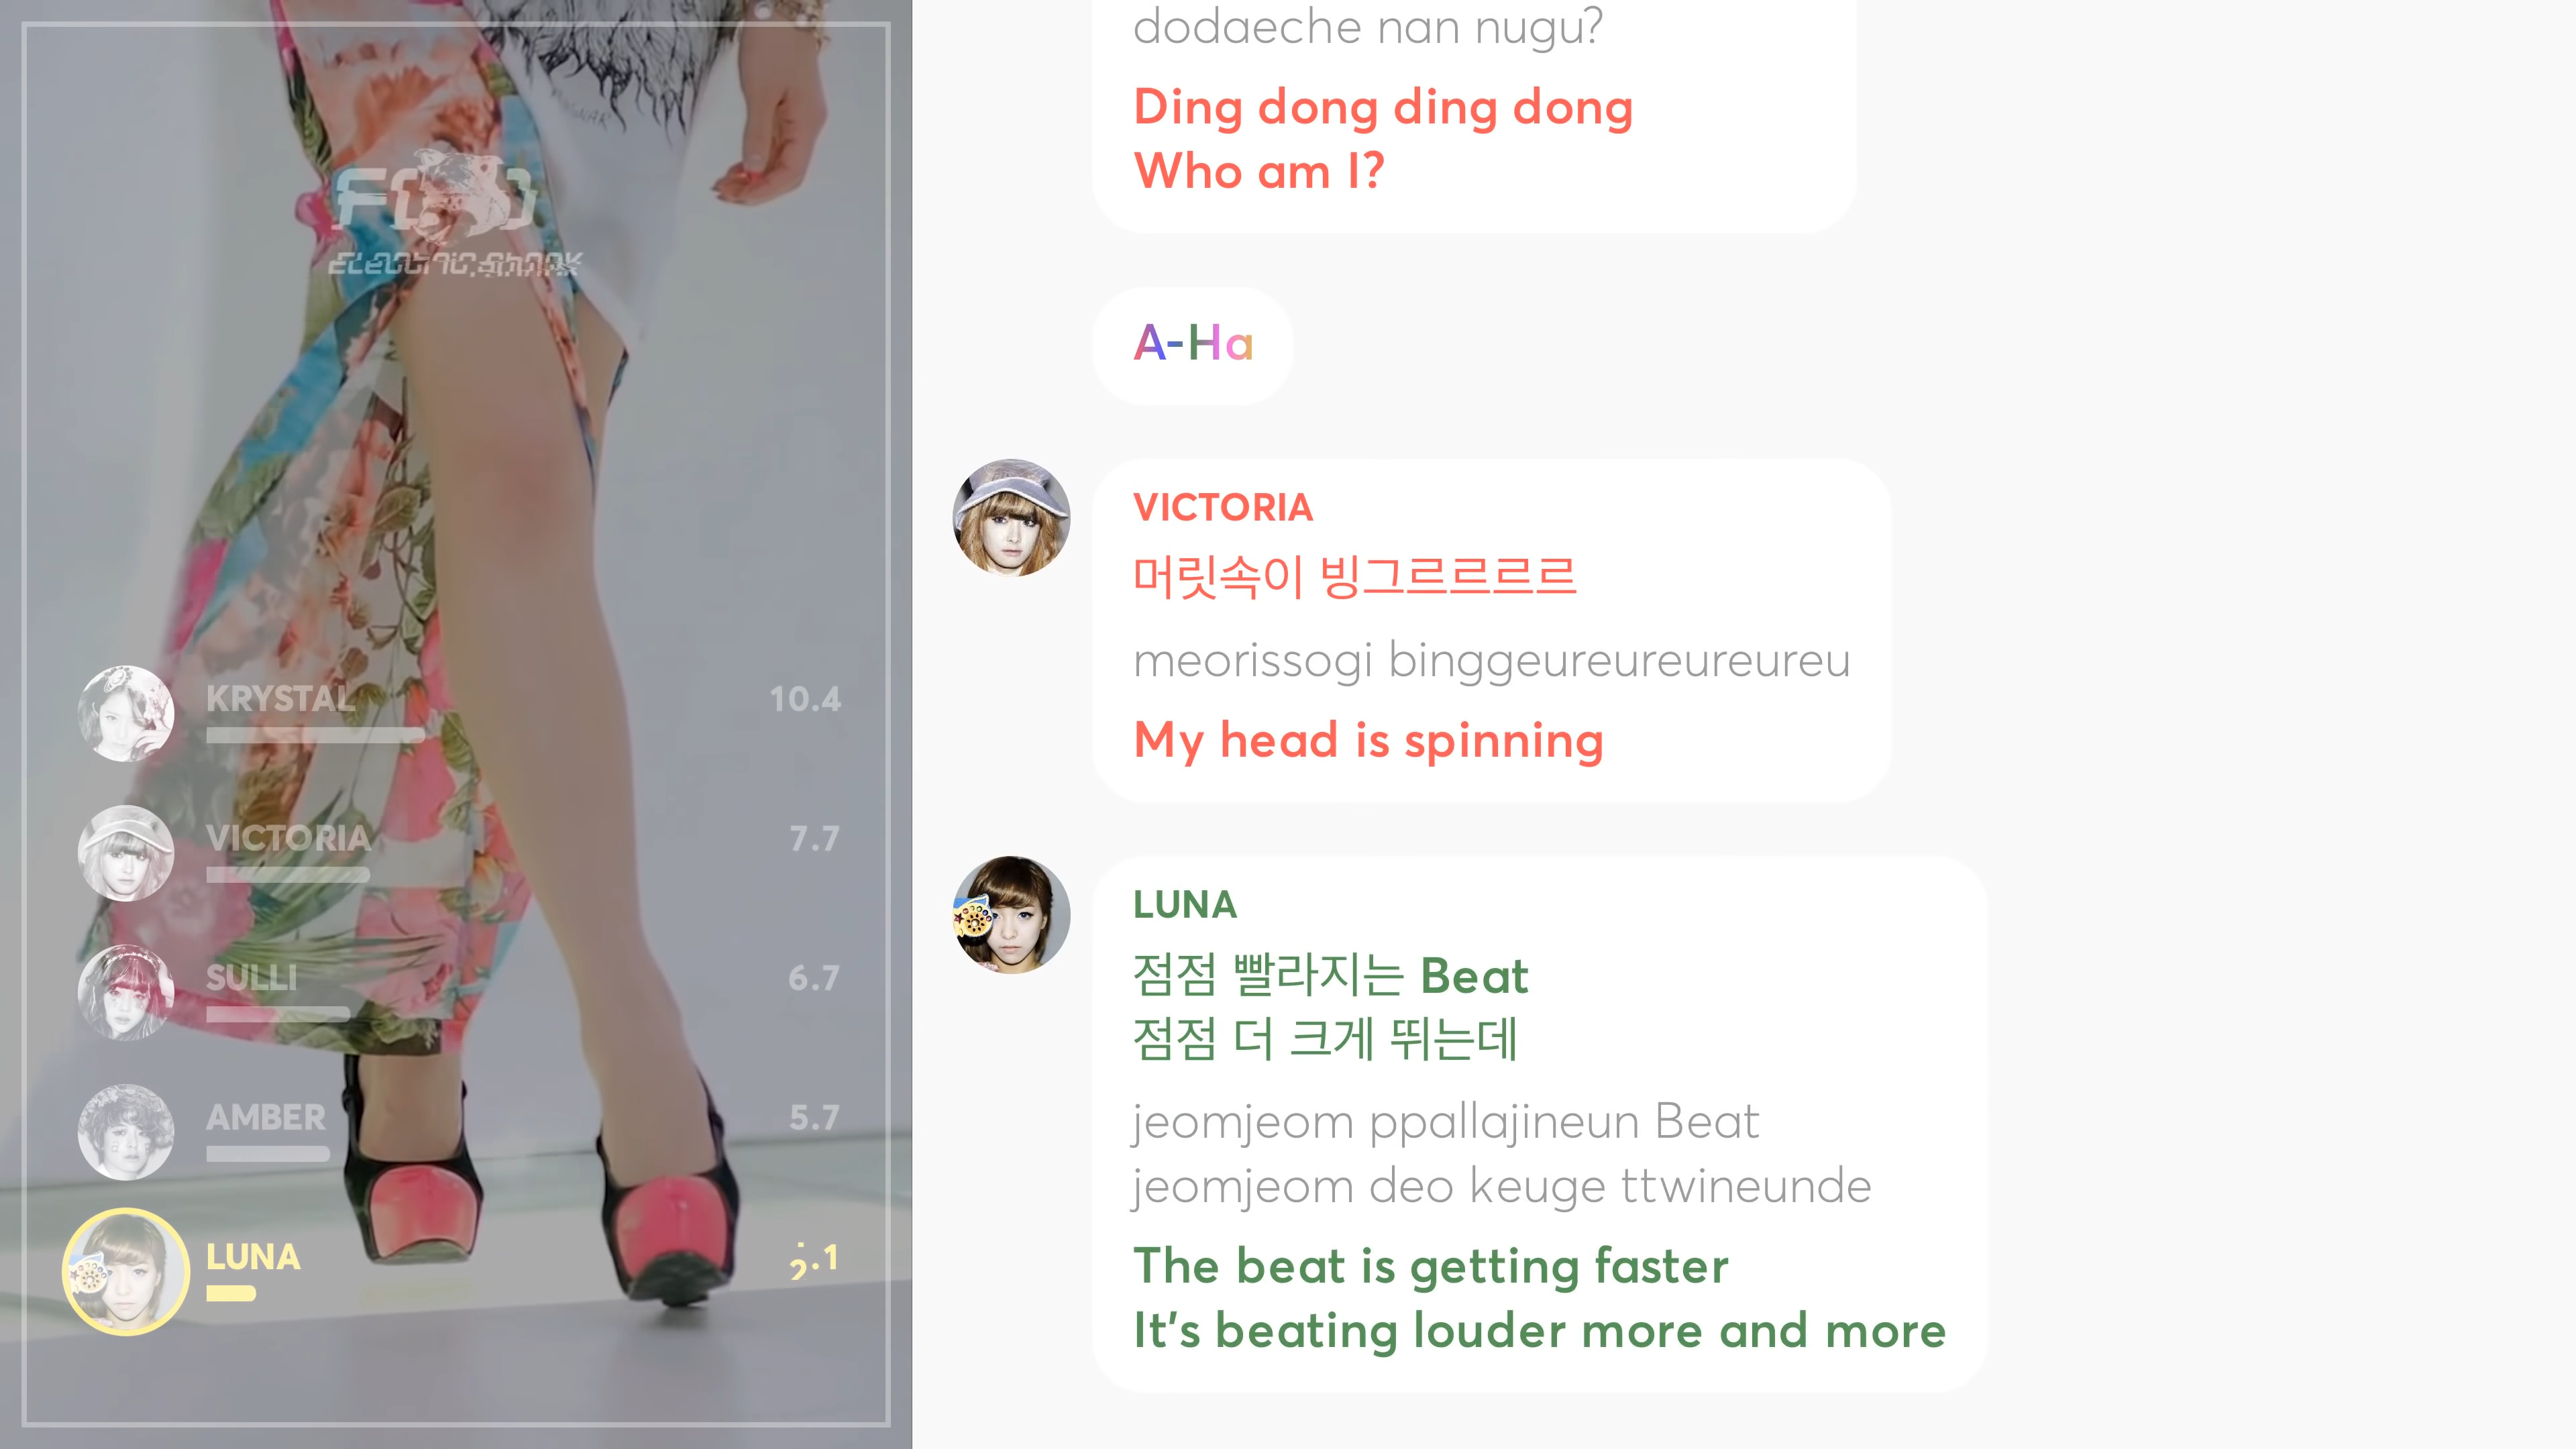 ELECTRIC SHOCK
KRYSTAL
10.4
VICTORIA
7.7
SULLI
6.7
AMBER
5.7
LUNA
2.1
dodaeche nan nugu?
Ding dong ding dong
Who am I?
A-Ha
VICTORIA
머릿속이 빙그르르르르
meorissogi binggeureureureureu
My head is spinning
LUNA
점점 빨라지는 Beat
점점 더 크게 뛰는데
jeomjeom ppallajineun Beat
jeomjeom deo keuge ttwineunde
The beat is getting faster
It's beating louder more and more